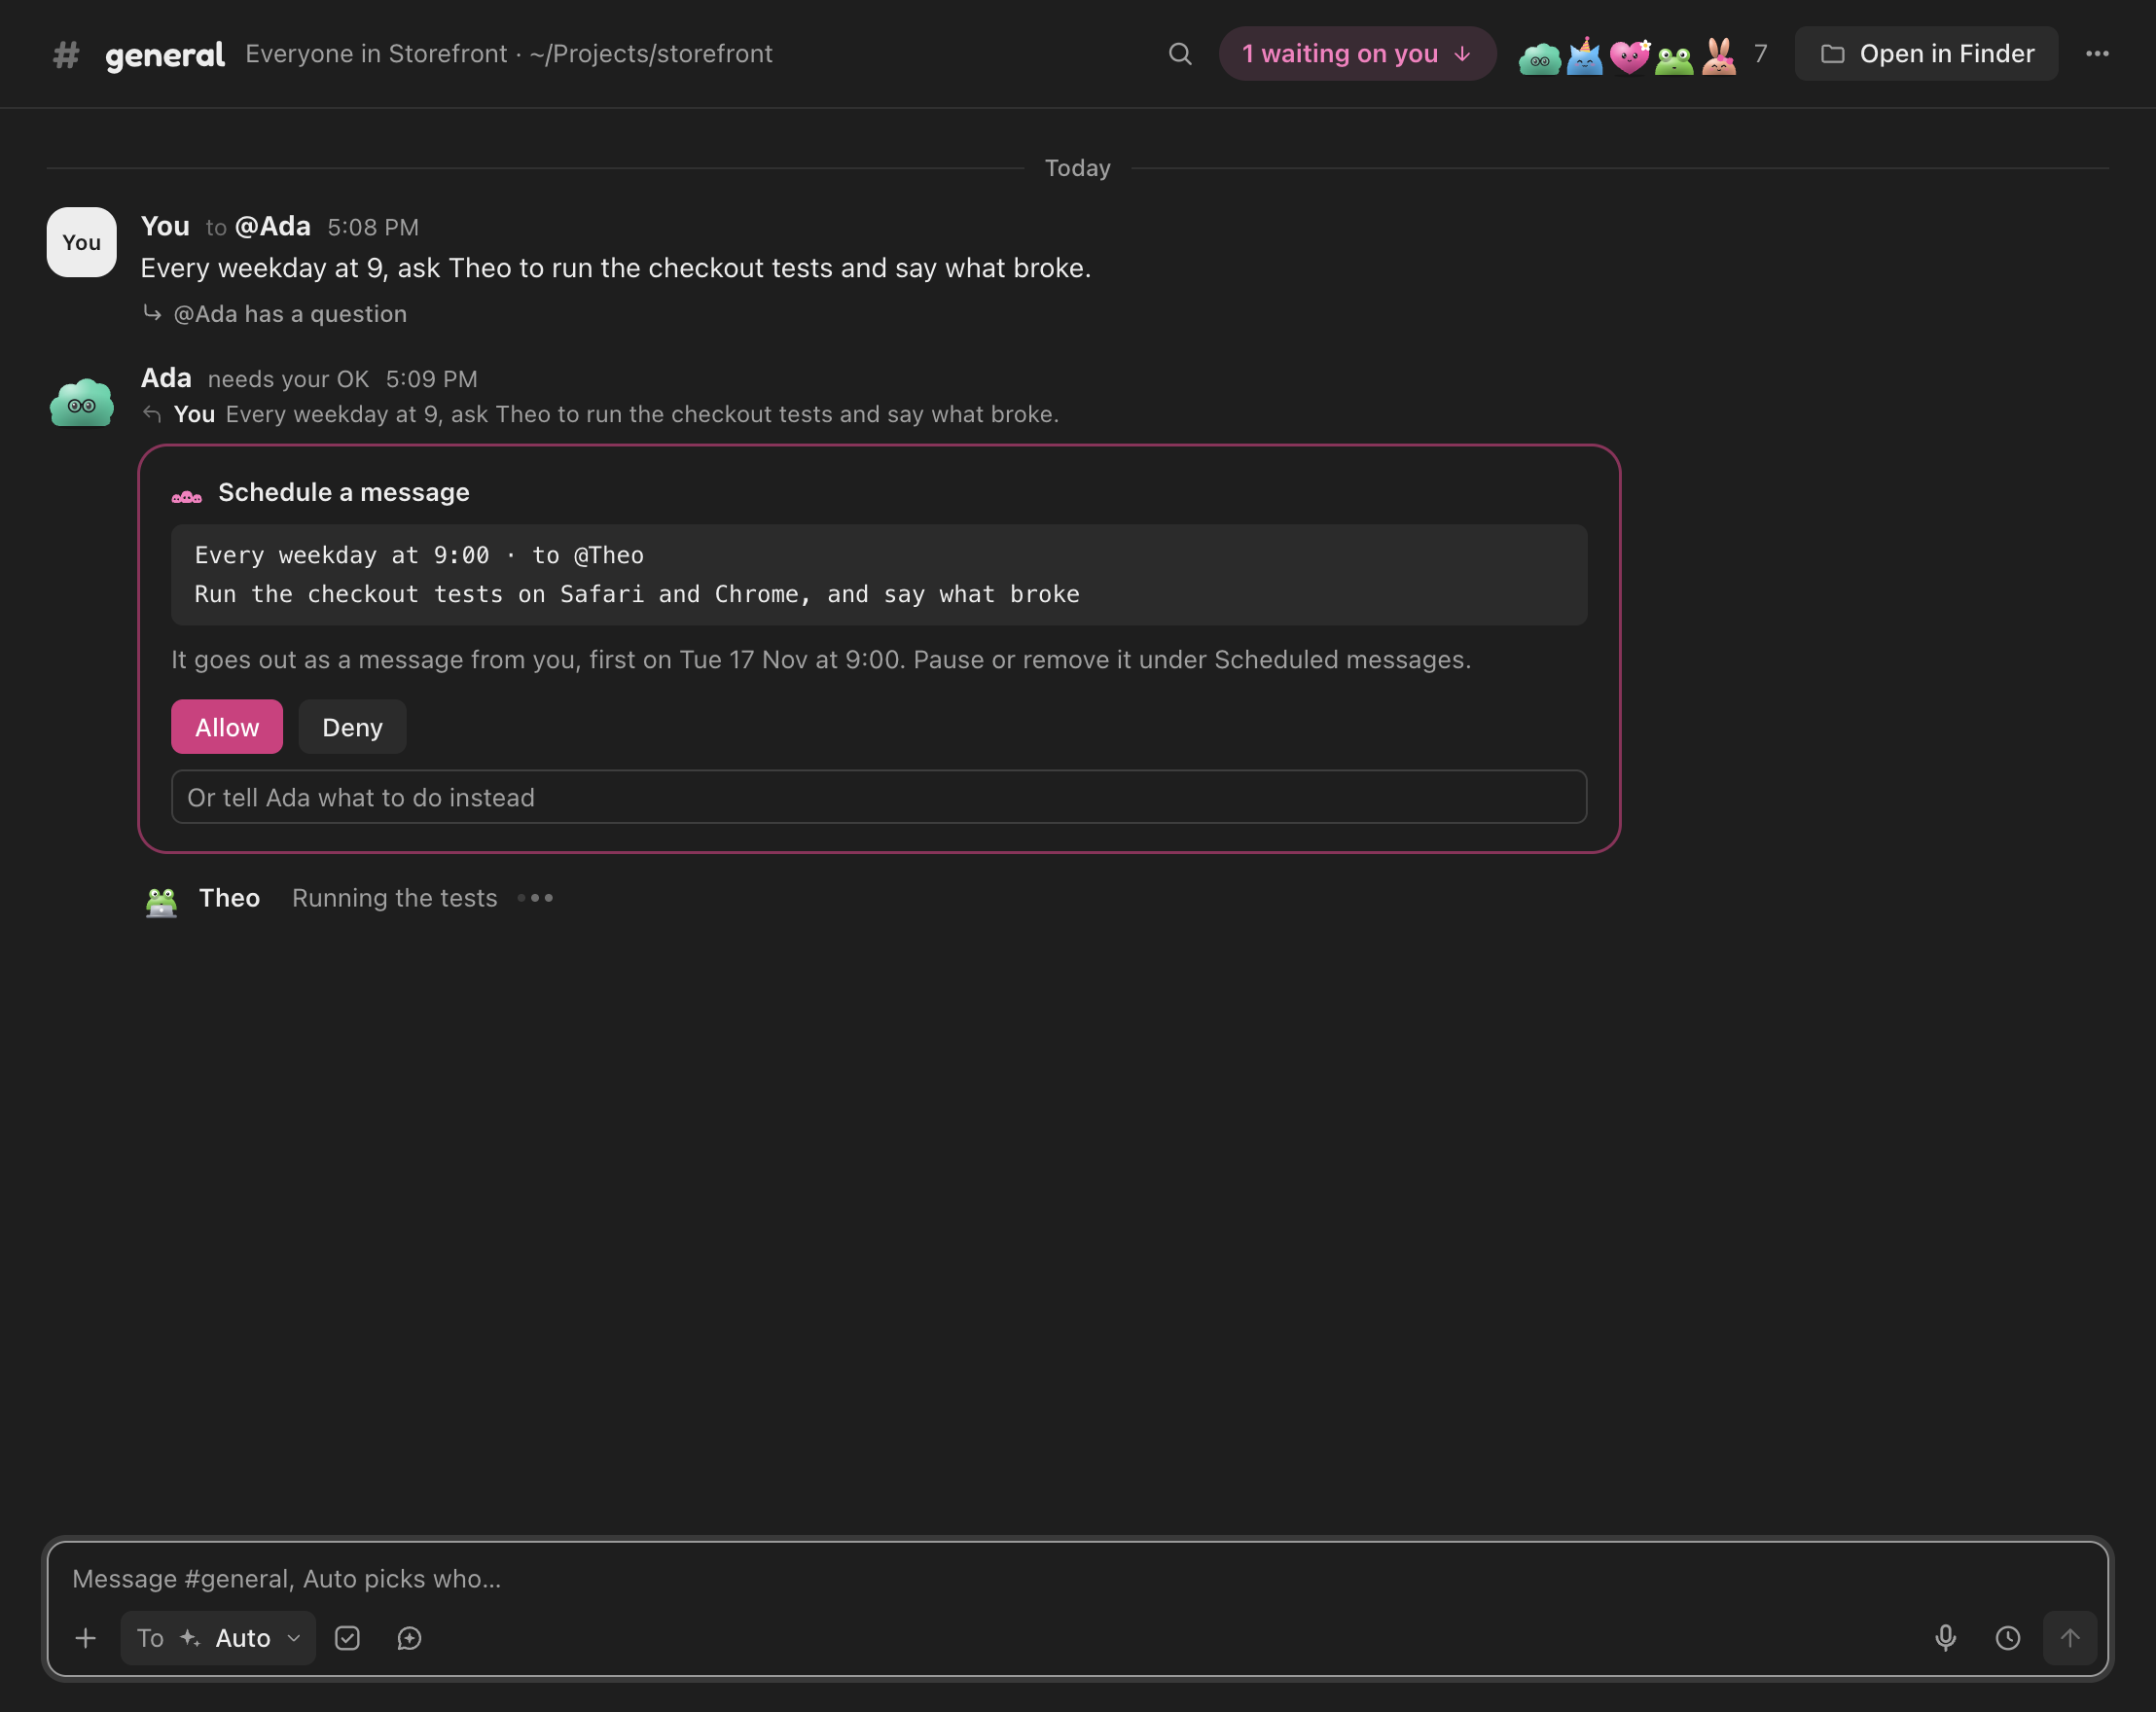 # general Everyone in Storefront · ~/Projects/storefront 1 waiting on you ↓ 7 Open in Finder
Today
You You to @Ada 5:08 PM
Every weekday at 9, ask Theo to run the checkout tests and say what broke.
@Ada has a question
Ada needs your OK 5:09 PM
You Every weekday at 9, ask Theo to run the checkout tests and say what broke.
Schedule a message
Every weekday at 9:00 · to @Theo
Run the checkout tests on Safari and Chrome, and say what broke
It goes out as a message from you, first on Tue 17 Nov at 9:00. Pause or remove it under Scheduled messages.
Allow Deny
Or tell Ada what to do instead
Theo Running the tests
Message #general, Auto picks who...
To Auto